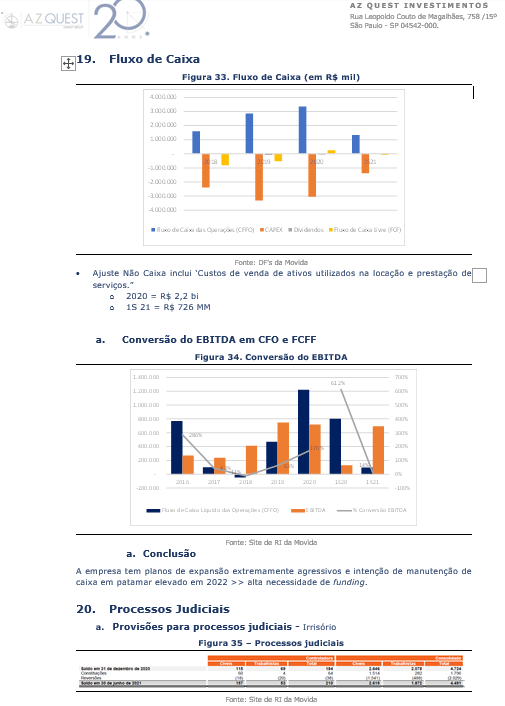 AZ QUEST
20
ANOS
AZ QUEST INVESTIMENTOS
Rua Leopoldo Couto de Magalhães, 758 /15º
São Paulo - SP 04542-000.
19. Fluxo de Caixa
Figura 33. Fluxo de Caixa (em R$ mil)
4.000.000
3.000.000
2.000.000
1.000.000
-
-1.000.000
-2.000.000
-3.000.000
-4.000.000
2018 2019 2020 1S21
Fluxo de Caixa das Operações (CFFO) CAPEX Dividendos Fluxo de Caixa Livre (FCF)
Fonte: DF's da Movida
• Ajuste Não Caixa inclui 'Custos de venda de ativos utilizados na locação e prestação de
serviços."
o 2020 = R$ 2,2 bi
o 1S 21 = R$ 726 MM
a. Conversão do EBITDA em CFO e FCFF
Figura 34. Conversão do EBITDA
1.400.000 700%
1.200.000 600%
1.000.000 500%
800.000 400%
600.000 300%
400.000 200%
200.000 100%
- 0%
-200.000 -100%
612%
286%
2016 2017 2018 2019 2020 1S20 1S21
Fluxo de Caixa Líquido das Operações (CFFO) EBITDA % Conversão EBITDA
Fonte: Site de RI da Movida
a. Conclusão
A empresa tem planos de expansão extremamente agressivos e intenção de manutenção de
caixa em patamar elevado em 2022 >> alta necessidade de funding.
20. Processos Judiciais
a. Provisões para processos judiciais - Irrisório
Figura 35 – Processos judiciais
Controladora Consolidado
Cíveis Trabalhistas Total Cíveis Trabalhistas Total
Saldo em 31 de dezembro de 2020 115 69 184 2.646 2.078 4.724
Constituições 60 4 64 1.514 282 1.796
Reversões (18) (20) (38) (1.541) (488) (2.029)
Saldo em 30 de junho de 2021 157 53 210 2.619 1.872 4.491
Fonte: Site de RI da Movida